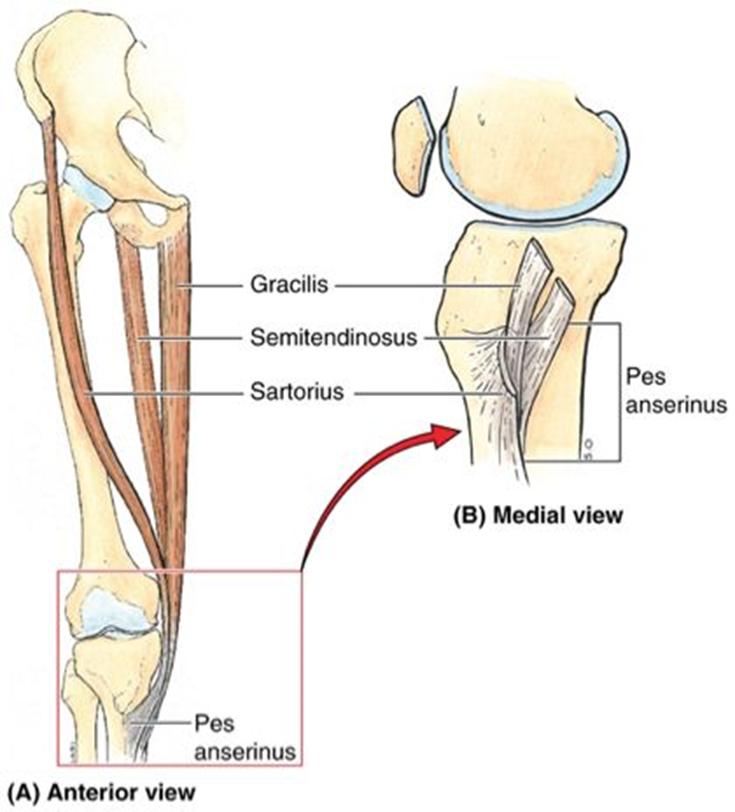 Gracilis
Semitendinosus
Sartorius
Pes
anserinus
(B) Medial view
Pes
anserinus
(A) Anterior view